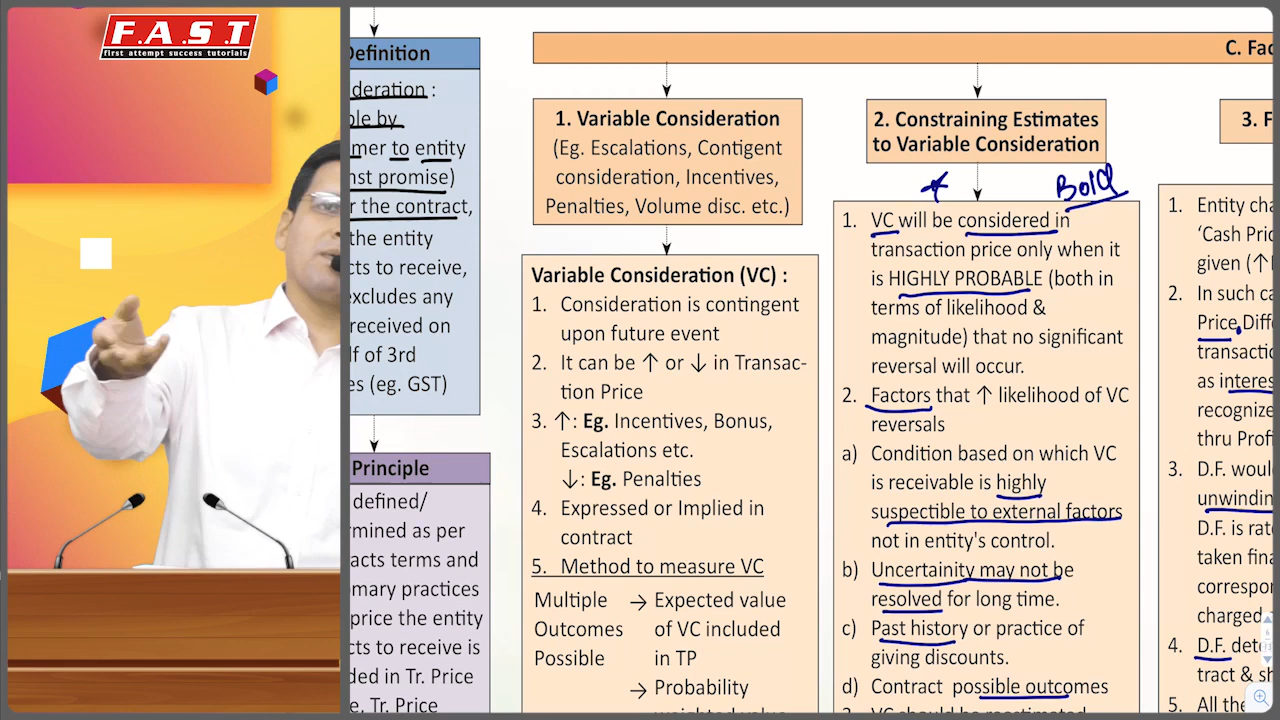 F.A.S.T
first attempt success tutorials
Definition
deration :
ble by
mer to entity
nst promise)
r the contract,
the entity
cts to receive,
excludes any
received on
lf of 3rd
es (eg. GST)
Principle
defined/
rmined as per
acts terms and
mary practices
price the entity
cts to receive is
ded in Tr. Price
Tr. Price
C. Fac
1. Variable Consideration
(Eg. Escalations, Contigent
consideration, Incentives,
Penalties, Volume disc. etc.)
Variable Consideration (VC) :
1. Consideration is contingent
upon future event
2. It can be ↑ or ↓ in Transac-
tion Price
3. ↑: Eg. Incentives, Bonus,
Escalations etc.
↓: Eg. Penalties
4. Expressed or Implied in
contract
5. Method to measure VC
Multiple → Expected value
Outcomes of VC included
Possible in TP
→ Probability
2. Constraining Estimates
to Variable Consideration
Bold
1. VC will be considered in
transaction price only when it
is HIGHLY PROBABLE (both in
terms of likelihood &
magnitude) that no significant
reversal will occur.
2. Factors that ↑ likelihood of VC
reversals
a) Condition based on which VC
is receivable is highly
suspectible to external factors
not in entity's control.
b) Uncertainity may not be
resolved for long time.
c) Past history or practice of
giving discounts.
d) Contract possible outcomes
3. F
1. Entity cha
‘Cash Pric
given (↑
2. In such ca
Price, Diff
transactio
as interes
recognize
thru Profi
3. D.F. woul
unwindin
D.F. is rat
taken fina
correspon
charged
4. D.F. dete
tract & sh
5. All the